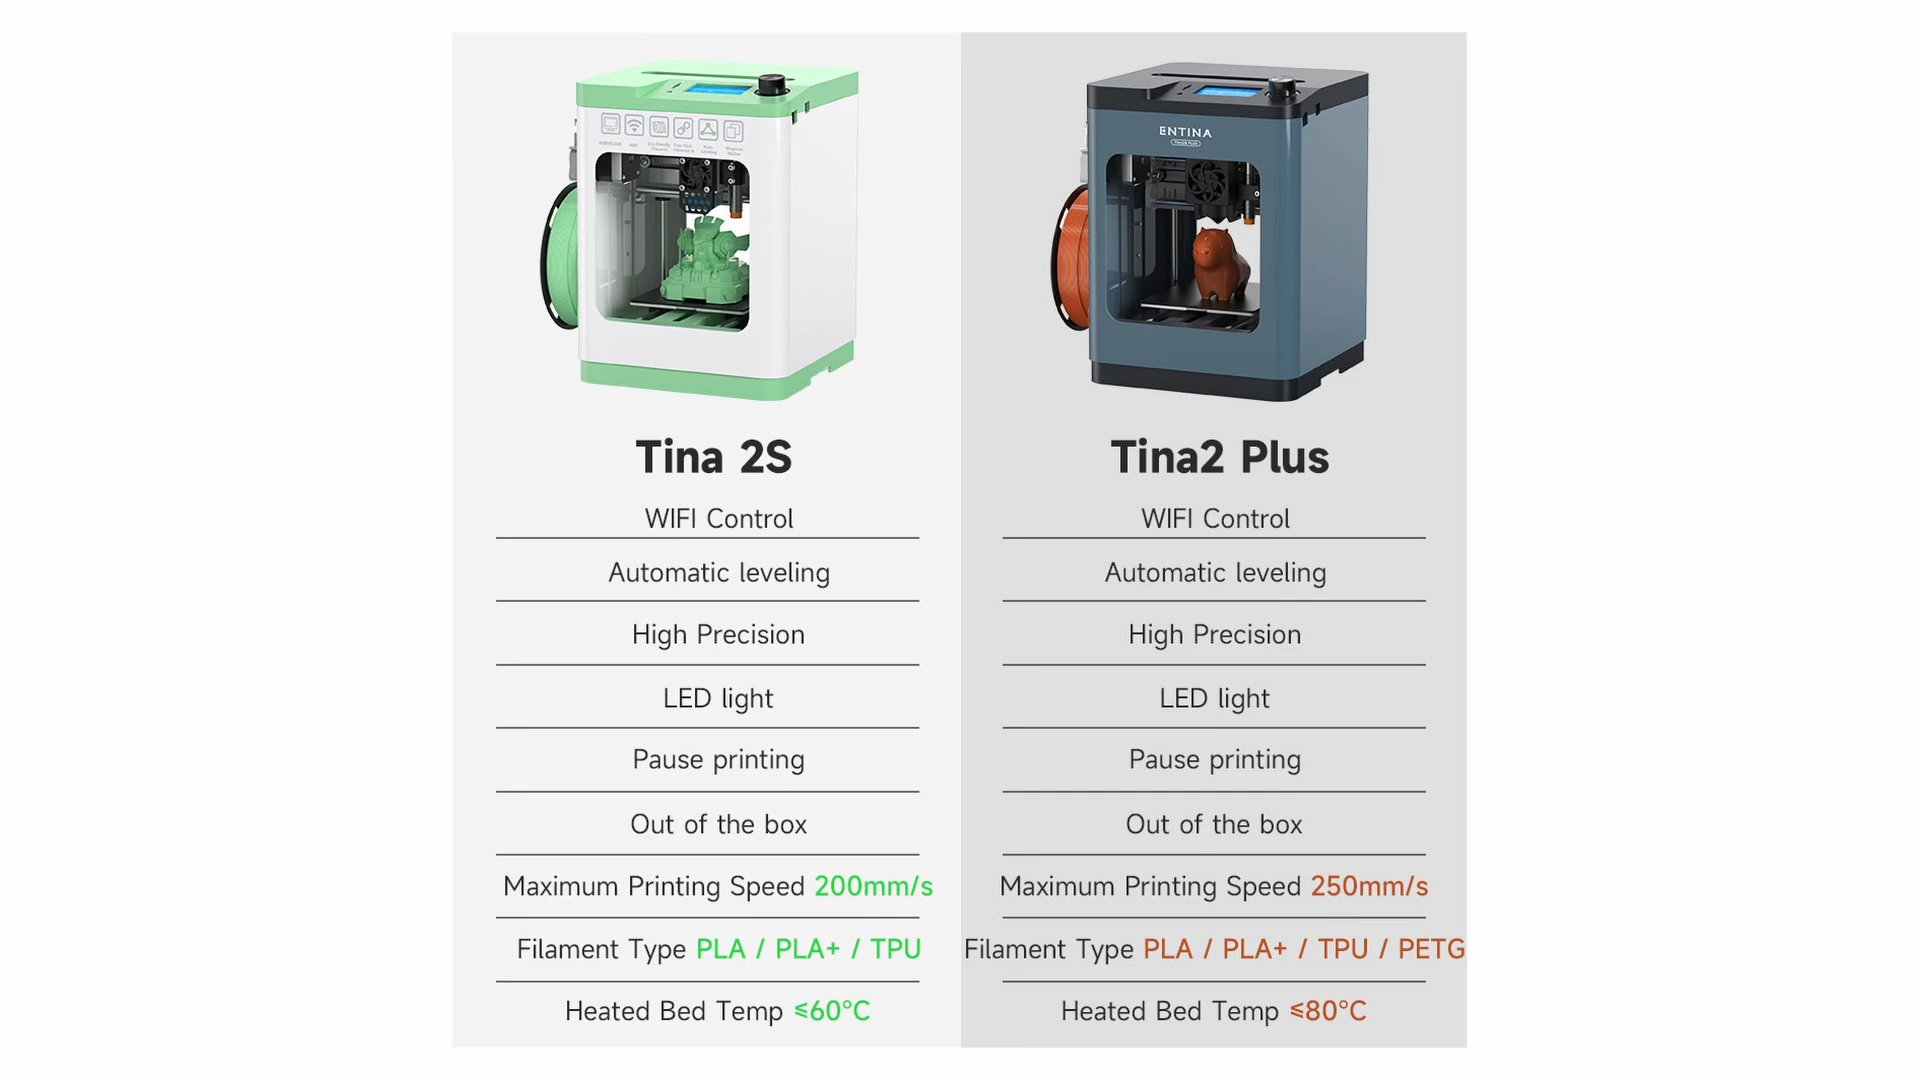 ENTINA
Tina 2S
WIFI Control
Automatic leveling
High Precision
LED light
Pause printing
Out of the box
Maximum Printing Speed 200mm/s
Filament Type PLA / PLA+ / TPU
Heated Bed Temp ≤60°C
Tina2 Plus
WIFI Control
Automatic leveling
High Precision
LED light
Pause printing
Out of the box
Maximum Printing Speed 250mm/s
Filament Type PLA / PLA+ / TPU / PETG
Heated Bed Temp ≤80°C